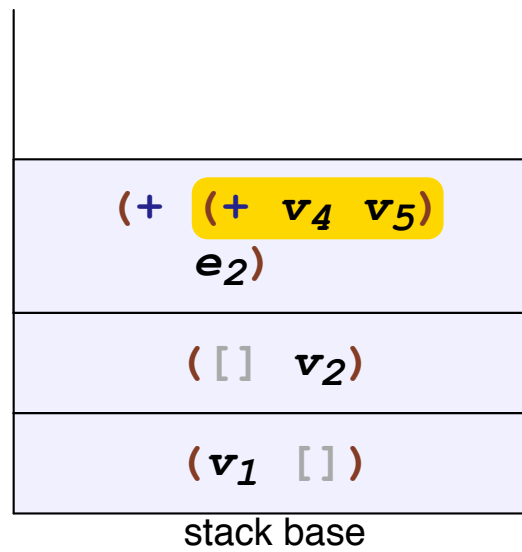 (+ (+ v4 v5)
e2)
([] v2)
(v1 [])
stack base